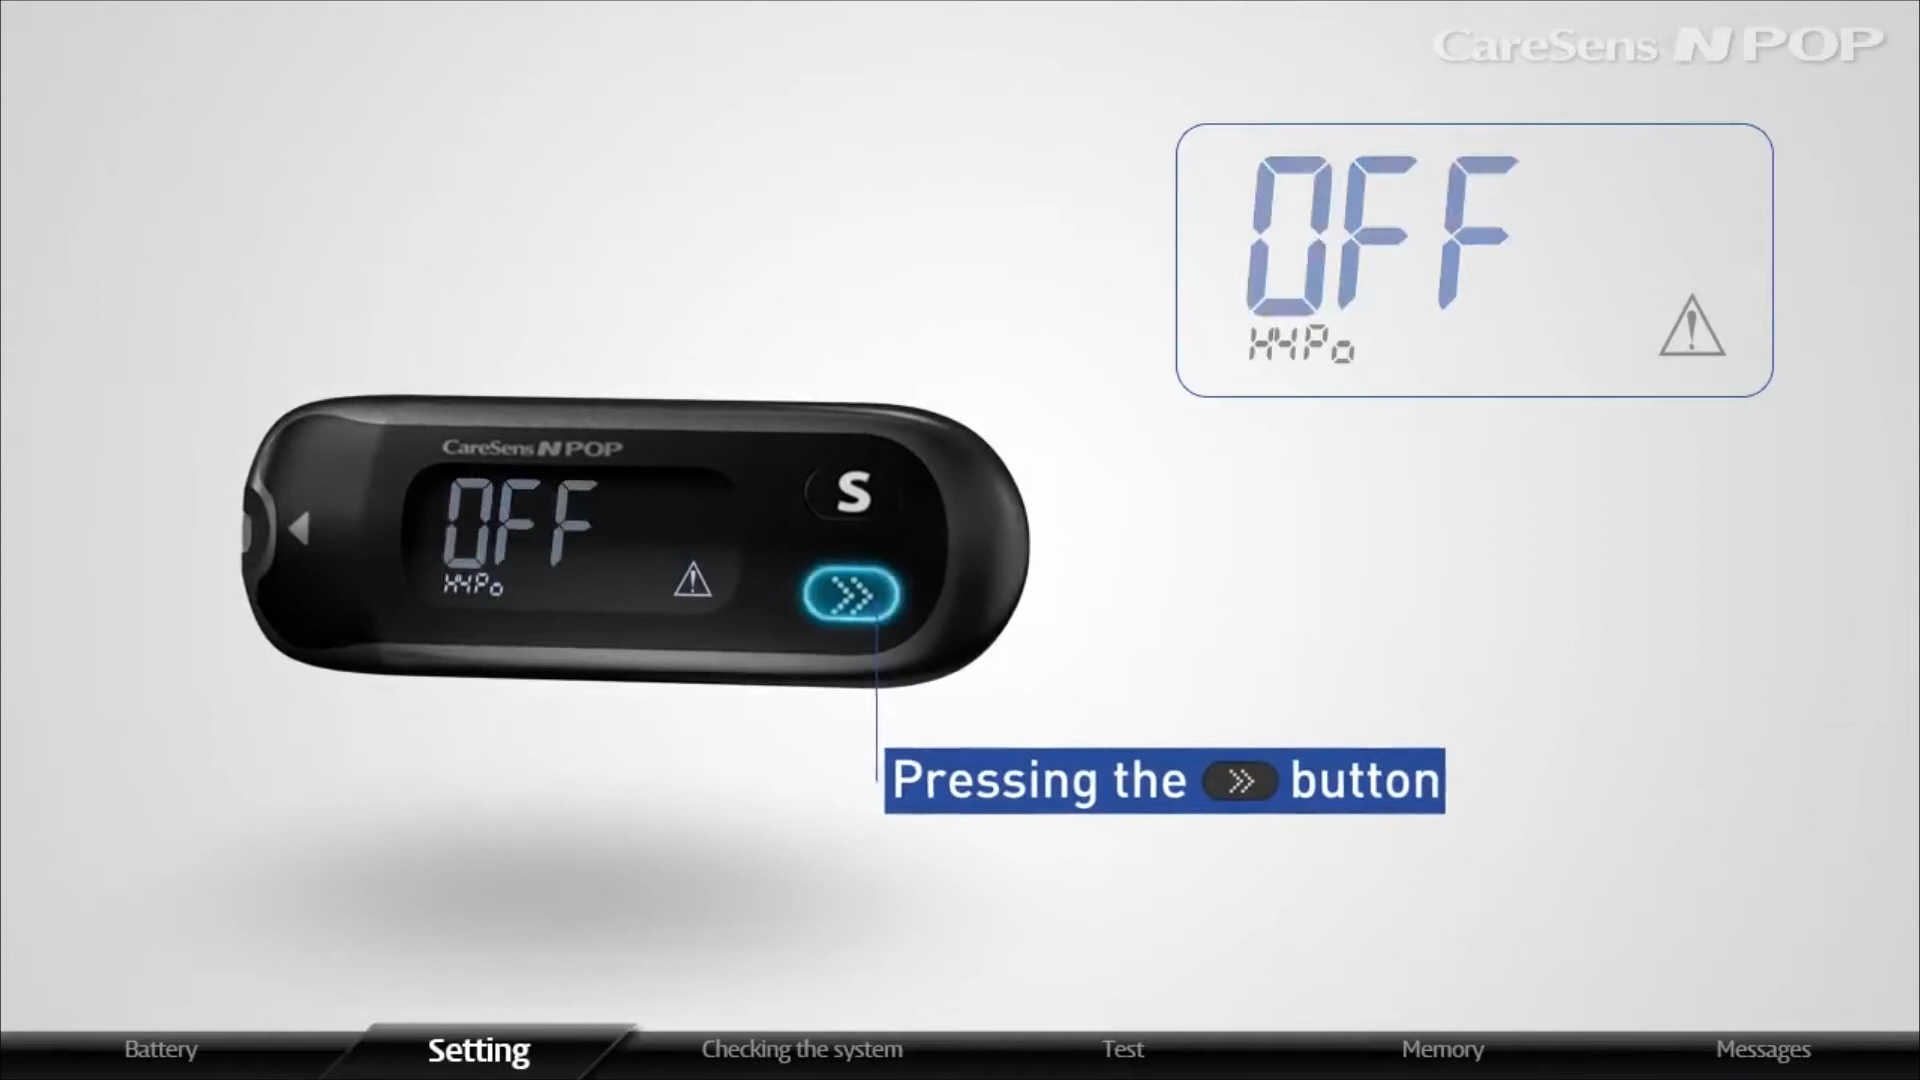 CareSens N POP
OFF
HYPo
CareSens N POP
OFF
HYPo
S
Pressing the » button
Battery
Setting
Checking the system
Test
Memory
Messages